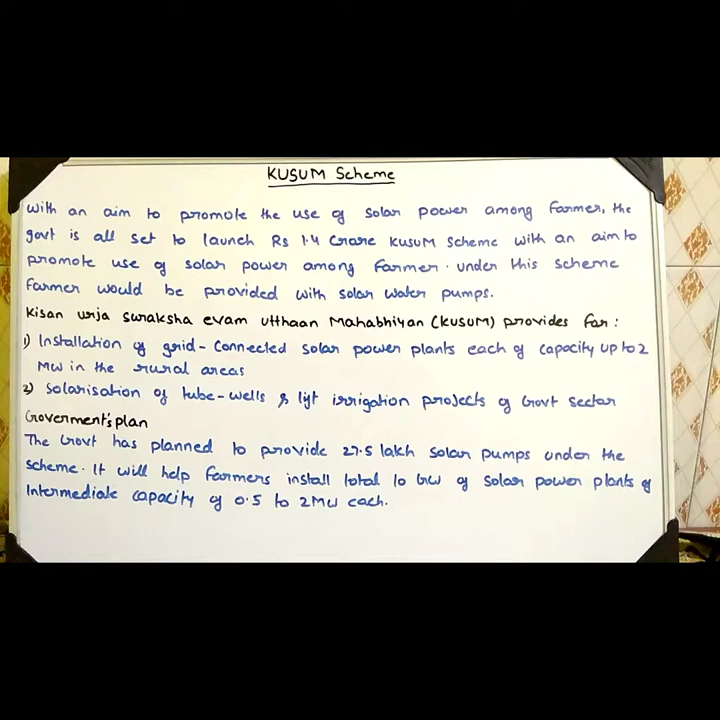 KUSUM Scheme
With an aim to promote the use of solar power among farmer, the
govt is all set to launch Rs 1.4 crore KUSUM scheme with an aim to
promote use of solar power among farmer. under this scheme
farmer would be provided with solar water pumps.
Kisan urja suraksha evam utthaan Mahabhiyan (KUSUM) provides for:
1) Installation of grid-connected solar power plants each of capacity up to 2
MW in the rural areas
2) Solarisation of tube-wells & lift irrigation projects of Govt sector
Goverment's plan
The Govt has planned to provide 27.5 lakh solar pumps under the
scheme. It will help farmers install total 10 GW of solar power plants of
Intermediate capacity of 0.5 to 2MW each.